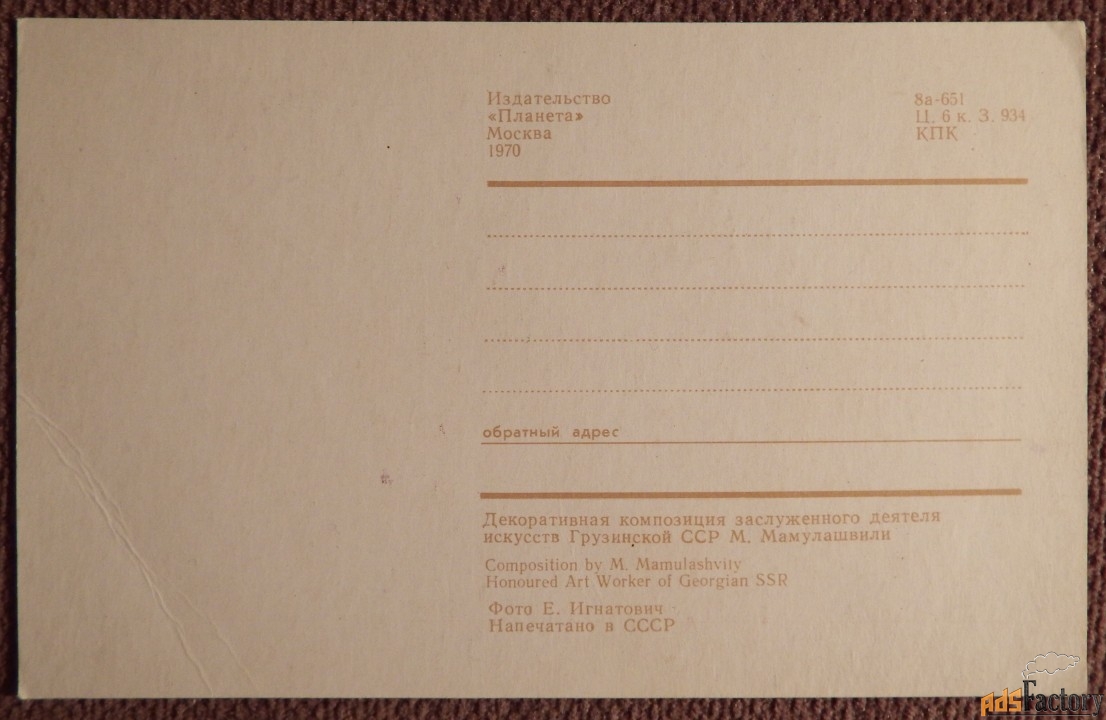 Издательство
«Планета»
Москва
1970
8а-651
Ц. 6 к. З. 934
КПК
обратный адрес
Декоративная композиция заслуженного деятеля
искусств Грузинской ССР М. Мамулашвили
Composition by M. Mamulashvily
Honoured Art Worker of Georgian SSR
Фото Е. Игнатович
Напечатано в СССР
AdsFactory